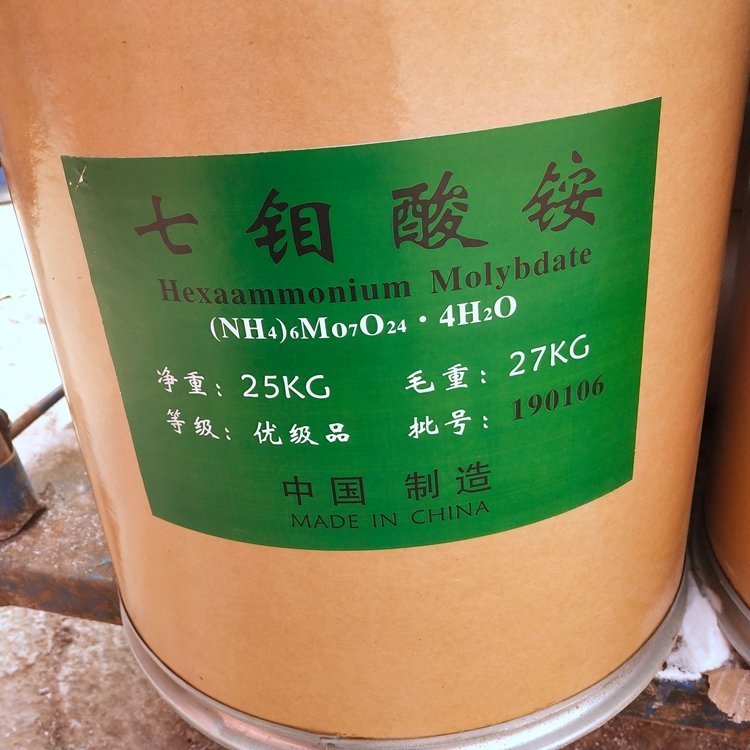 七钼酸铵
Hexaammonium Molybdate
(NH₄)₆Mo₇O₂₄ · 4H₂O
净重：25KG 毛重：27KG
等级：优级品 批号：190106
中国 制造
MADE IN CHINA